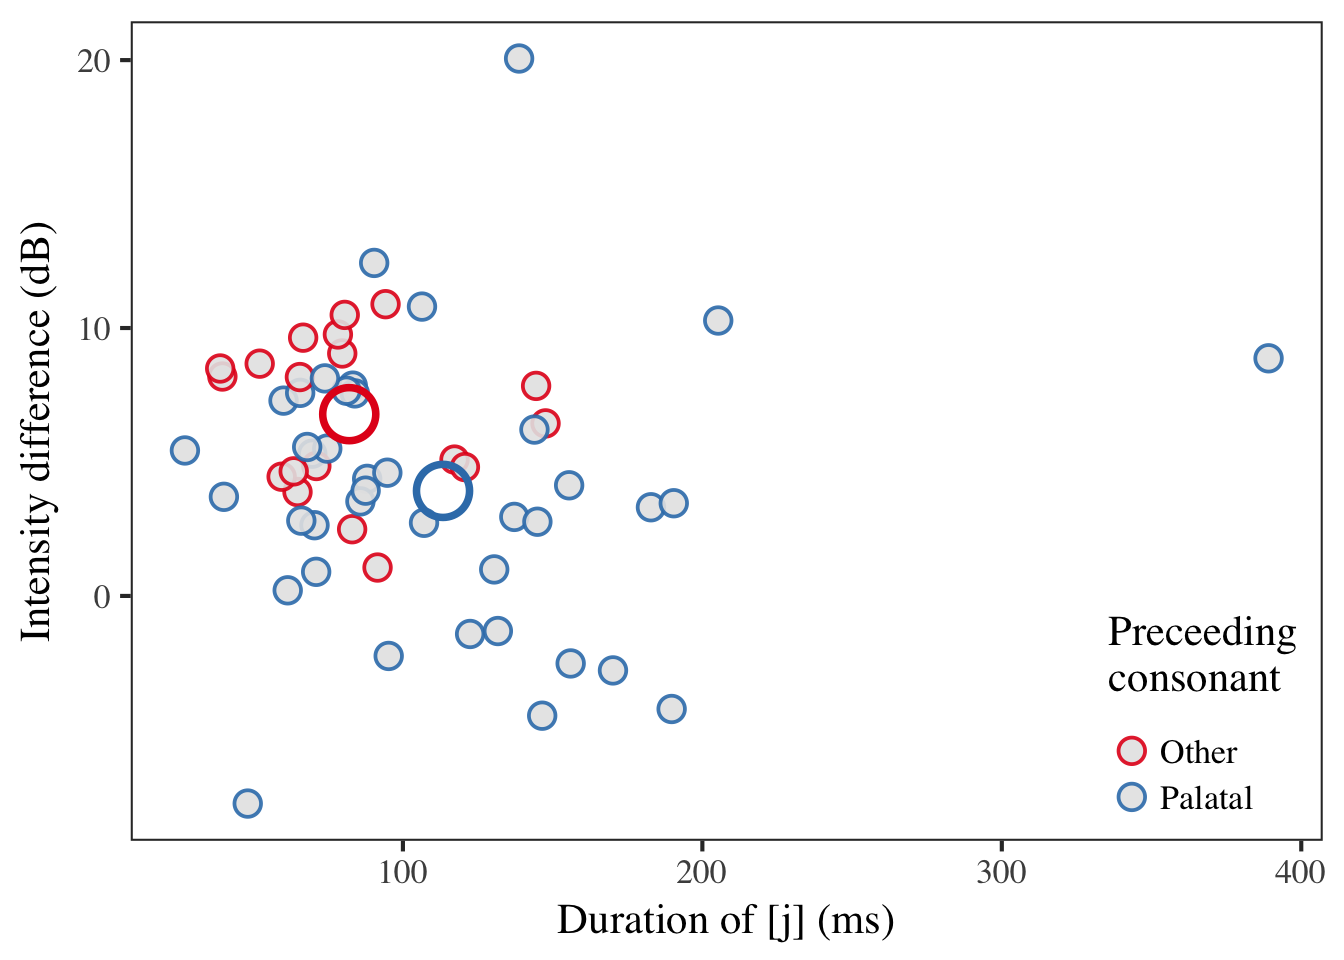 20
10
0
Intensity difference (dB)
100
200
300
400
Duration of [j] (ms)
Preceeding
consonant
Other
Palatal